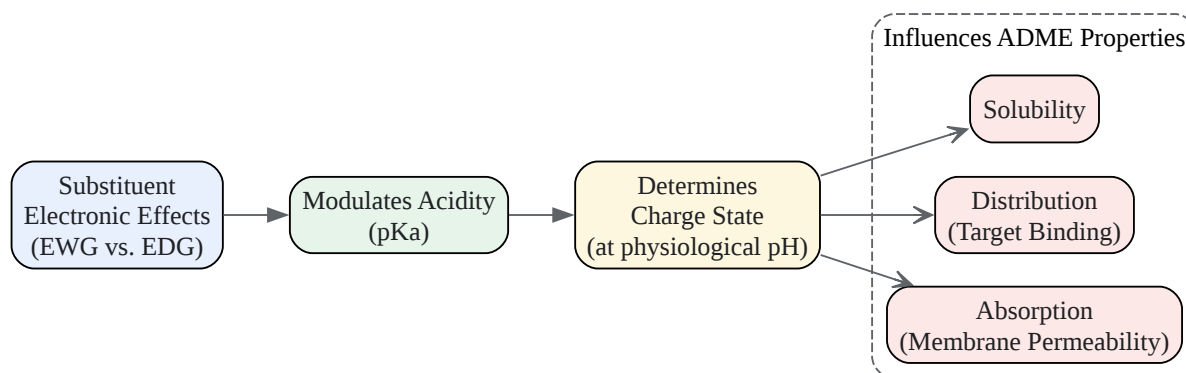 Influences ADME Properties
Solubility
Substituent
Electronic Effects
(EWG vs. EDG)
Modulates Acidity
(pKa)
Determines
Charge State
(at physiological pH)
Distribution
(Target Binding)
Absorption
(Membrane Permeability)